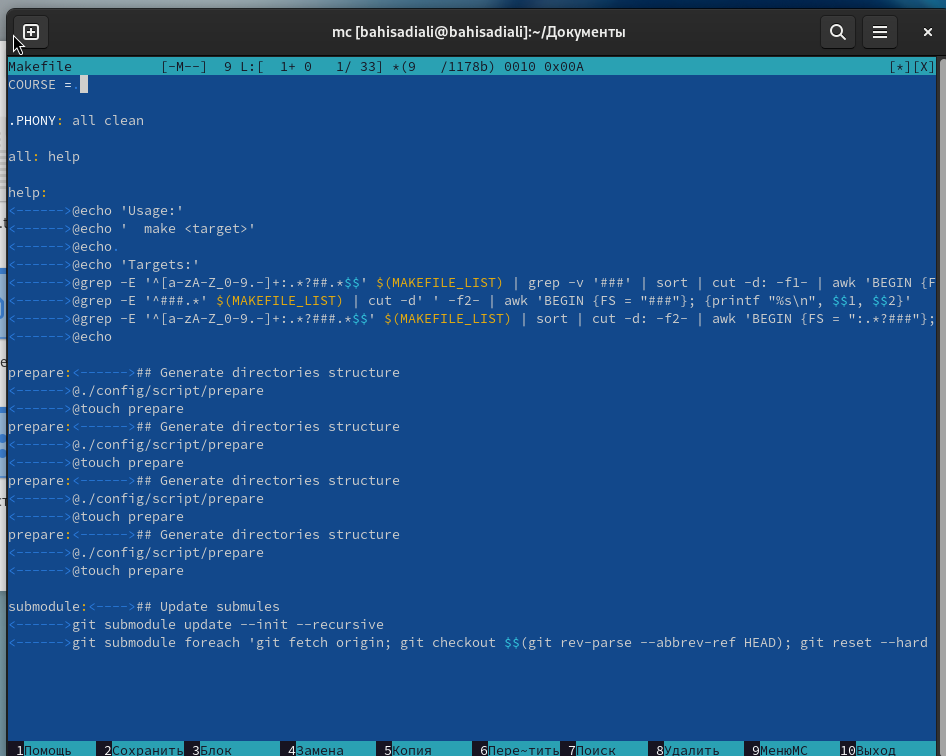 mc [bahisadiali@bahisadiali]:~/Документы
Makefile [-M--] 9 L:[ 1+ 0 1/ 33] *(9 /1178b) 0010 0x00A [*][X]
COURSE =.
.PHONY: all clean
all: help
help:
<------>@echo 'Usage:'
<------>@echo '  make <target>'
<------>@echo.
<------>@echo 'Targets:'
<------>@grep -E '^[a-zA-Z_0-9.-]+:.*?##.*$$' $(MAKEFILE_LIST) | grep -v '###' | sort | cut -d: -f1- | awk 'BEGIN {F
<------>@grep -E '^###.*' $(MAKEFILE_LIST) | cut -d' ' -f2- | awk 'BEGIN {FS = "###"}; {printf "%s\n", $$1, $$2}'
<------>@grep -E '^[a-zA-Z_0-9.-]+:.*?###.*$$' $(MAKEFILE_LIST) | sort | cut -d: -f2- | awk 'BEGIN {FS = ":.*?###"};
<------>@echo
prepare:<------>## Generate directories structure
<------>@./config/script/prepare
<------>@touch prepare
prepare:<------>## Generate directories structure
<------>@./config/script/prepare
<------>@touch prepare
prepare:<------>## Generate directories structure
<------>@./config/script/prepare
<------>@touch prepare
prepare:<------>## Generate directories structure
<------>@./config/script/prepare
<------>@touch prepare
submodule:<---->## Update submules
<------>git submodule update --init --recursive
<------>git submodule foreach 'git fetch origin; git checkout $$(git rev-parse --abbrev-ref HEAD); git reset --hard
1Помощь 2Сохранить 3Блок 4Замена 5Копия 6Пере~тить 7Поиск 8Удалить 9МенюMC 10Выход